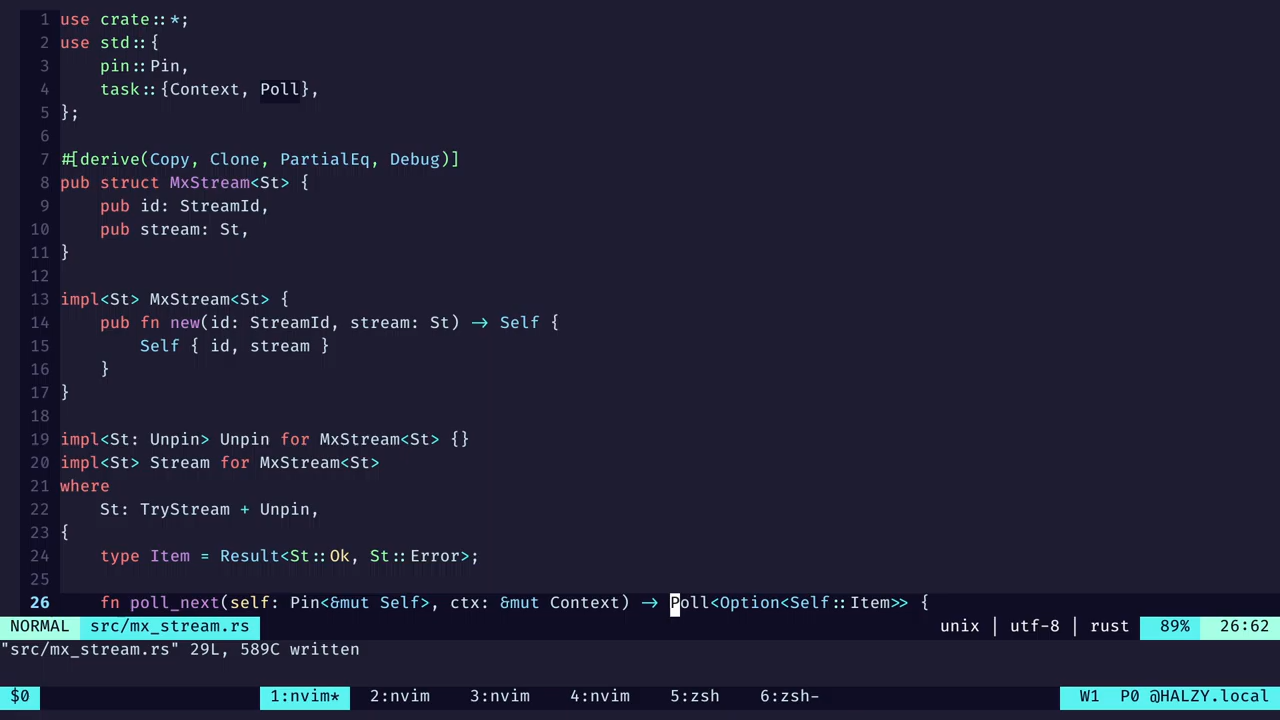 1 use crate::*;
2 use std::{
3     pin::Pin,
4     task::{Context, Poll},
5 };
6
7 #[derive(Copy, Clone, PartialEq, Debug)]
8 pub struct MxStream<St> {
9     pub id: StreamId,
10     pub stream: St,
11 }
12
13 impl<St> MxStream<St> {
14     pub fn new(id: StreamId, stream: St) -> Self {
15         Self { id, stream }
16     }
17 }
18
19 impl<St: Unpin> Unpin for MxStream<St> {}
20 impl<St> Stream for MxStream<St>
21 where
22     St: TryStream + Unpin,
23 {
24     type Item = Result<St::Ok, St::Error>;
25
26     fn poll_next(self: Pin<&mut Self>, ctx: &mut Context) -> Poll<Option<Self::Item>> {
NORMAL src/mx_stream.rs unix | utf-8 | rust 89% 26:62
"src/mx_stream.rs" 29L, 589C written
$0 1:nvim* 2:nvim 3:nvim 4:nvim 5:zsh 6:zsh- W1 P0 @HALZY.local